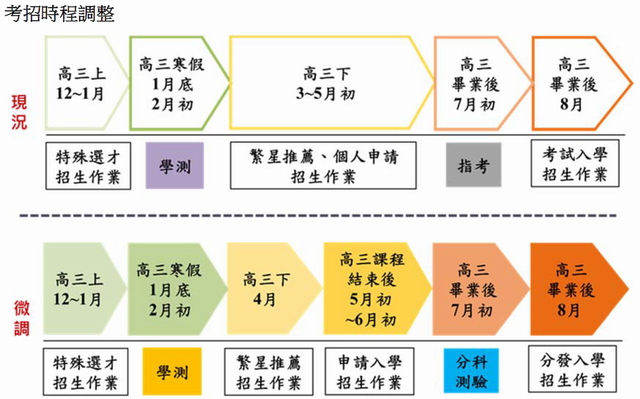 考招時程調整
現況
高三上
12~1月
高三寒假
1月底
2月初
高三下
3~5月初
高三
畢業後
7月初
高三
畢業後
8月
特殊選才
招生作業
學測
繁星推薦、個人申請
招生作業
指考
考試入學
招生作業
微調
高三上
12~1月
高三寒假
1月底
2月初
高三下
4月
高三課程
結束後
5月初
~6月初
高三
畢業後
7月初
高三
畢業後
8月
特殊選才
招生作業
學測
繁星推薦
招生作業
申請入學
招生作業
分科
測驗
分發入學
招生作業